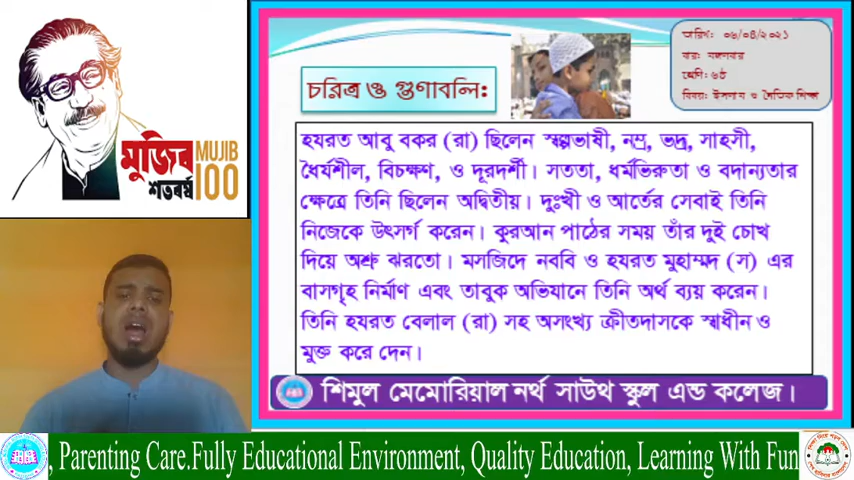 মুজিব
শতবর্ষ
MUJIB
100
চরিত্র ও গুণাবলি:
তারিখ: ০৬/০৪/২০২১
বার: মঙ্গলবার
শ্রেণি: ৬ষ্ঠ
বিষয়: ইসলাম ও নৈতিক শিক্ষা
হযরত আবু বকর (রা) ছিলেন স্বল্পভাষী, নম্র, ভদ্র, সাহসী,
ধৈর্যশীল, বিচক্ষণ, ও দূরদর্শী। সততা, ধর্মভিরুতা ও বদান্যতার
ক্ষেত্রে তিনি ছিলেন অদ্বিতীয়। দুঃখী ও আর্তের সেবাই তিনি
নিজেকে উৎসর্গ করেন। কুরআন পাঠের সময় তাঁর দুই চোখ
দিয়ে অশ্রু ঝরতো। মসজিদে নববি ও হযরত মুহাম্মদ (স) এর
বাসগৃহ নির্মাণ এবং তাবুক অভিযানে তিনি অর্থ ব্যয় করেন।
তিনি হযরত বেলাল (রা) সহ অসংখ্য ক্রীতদাসকে স্বাধীন ও
মুক্ত করে দেন।
শিমুল মেমোরিয়াল নর্থ সাউথ স্কুল এন্ড কলেজ।
, Parenting Care.Fully Educational Environment, Quality Education, Learning With Fun